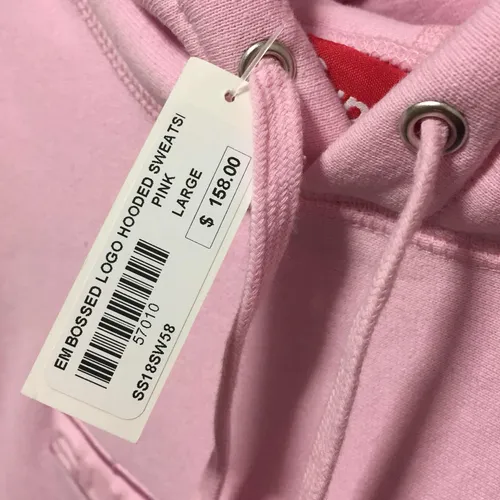 EMBOSSED LOGO HOODED SWEATSI
PINK
LARGE
$ 158.00
57010
SS18SW58